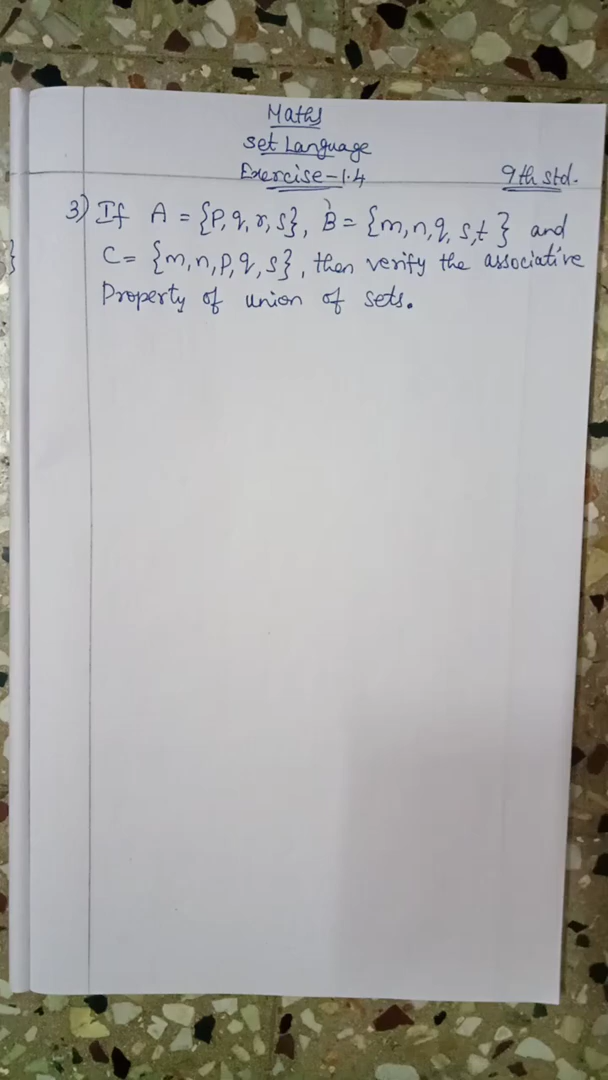 Maths
Set Language
Exercise-1.4
9th std.
3) If A = {p, q, r, s}, B = {m, n, q, s, t} and
C = {m, n, p, q, s}, then verify the associative
Property of union of sets.
}